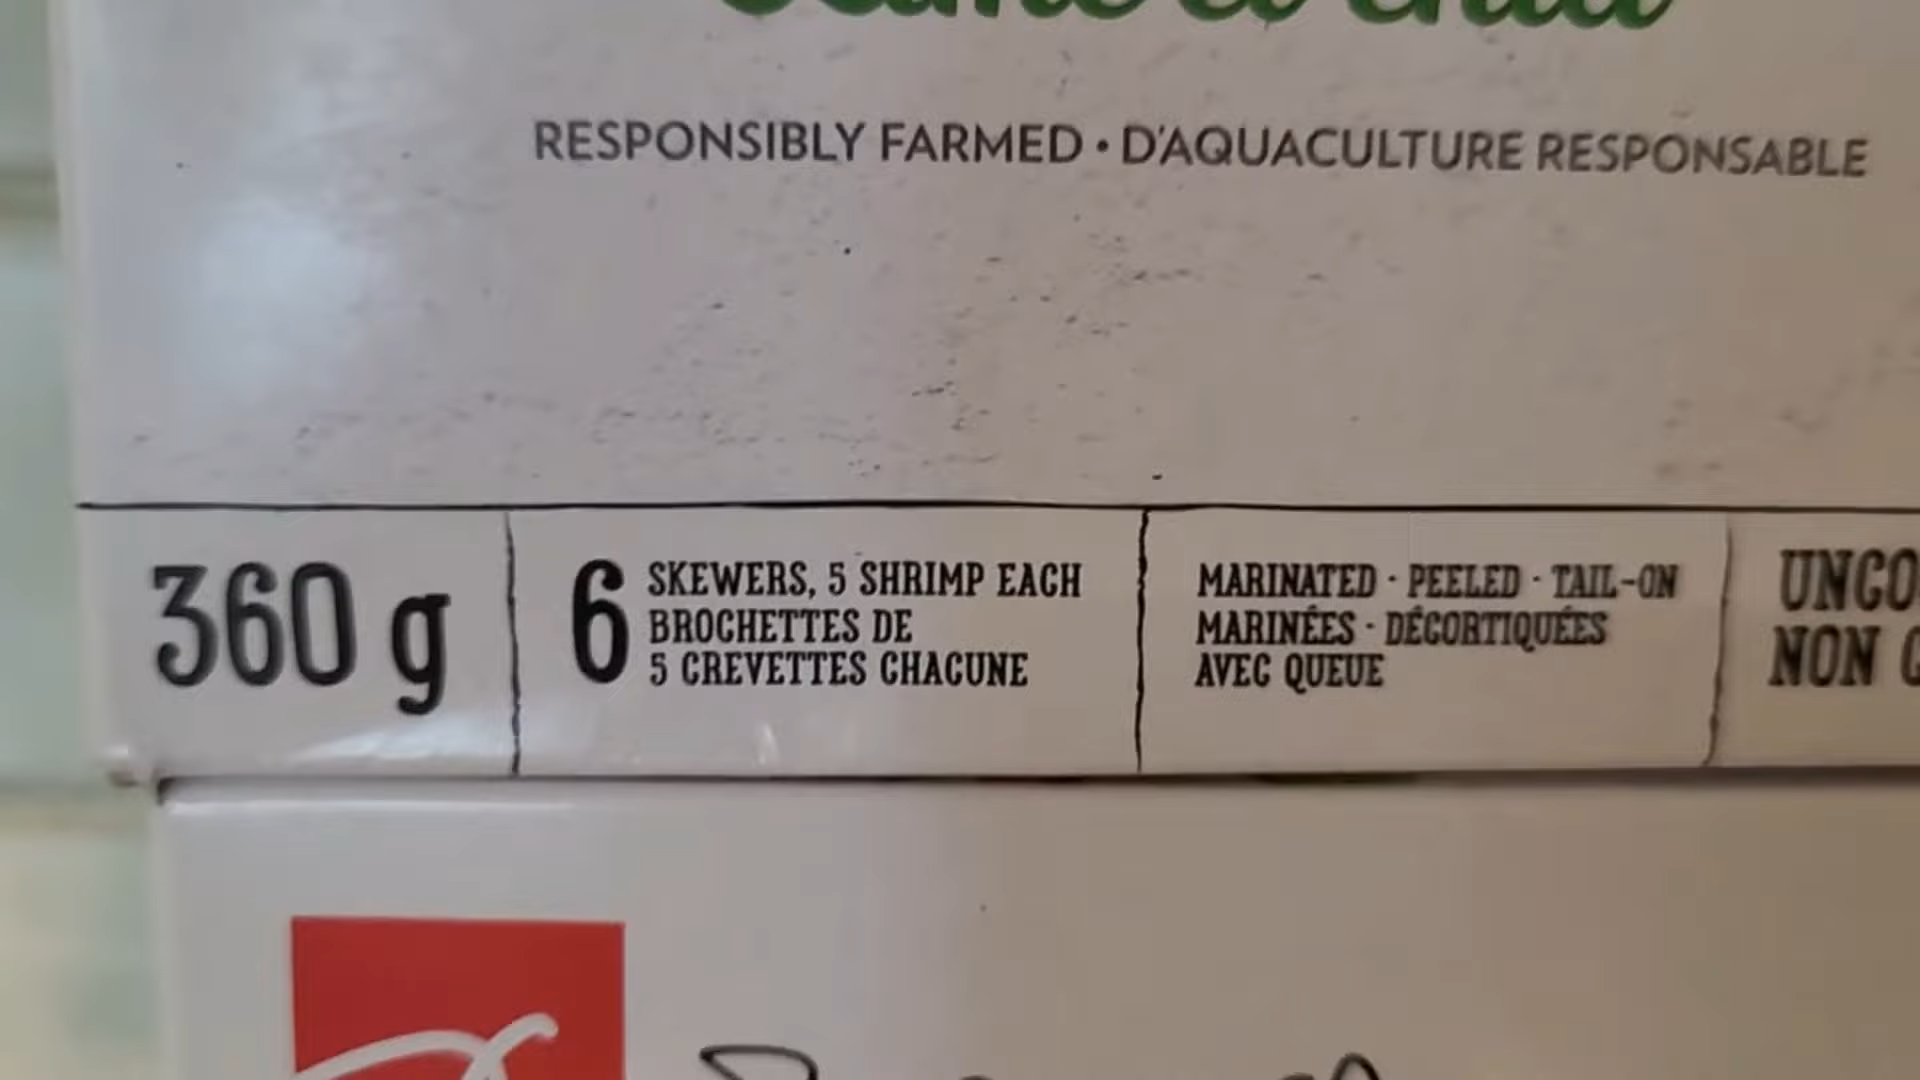 RESPONSIBLY FARMED • D'AQUACULTURE RESPONSABLE
360 g
6 SKEWERS, 5 SHRIMP EACH
BROCHETTES DE
5 CREVETTES CHACUNE
MARINATED · PEELED · TAIL-ON
MARINÉES · DÉCORTIQUÉES
AVEC QUEUE
NON